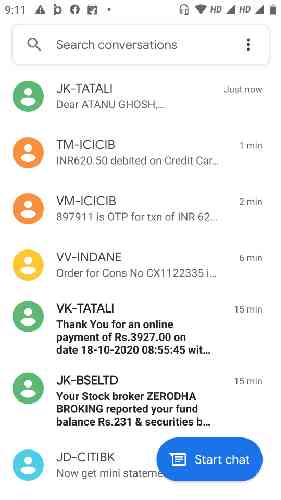 9:11 HD HD
Search conversations
JK-TATALI Just now
Dear ATANU GHOSH,...
TM-ICICIB 1 min
INR620.50 debited on Credit Car...
VM-ICICIB 2 min
897911 is OTP for txn of INR 62...
VV-INDANE 6 min
Order for Cons No CX1122335 i...
VK-TATALI 15 min
Thank You for an online
payment of Rs.3927.00 on
date 18-10-2020 08:55:45 wit...
JK-BSELTD 15 min
Your Stock broker ZERODHA
BROKING reported your fund
balance Rs.231 & securities b...
JD-CITIBK
Now get mini stateme
Start chat